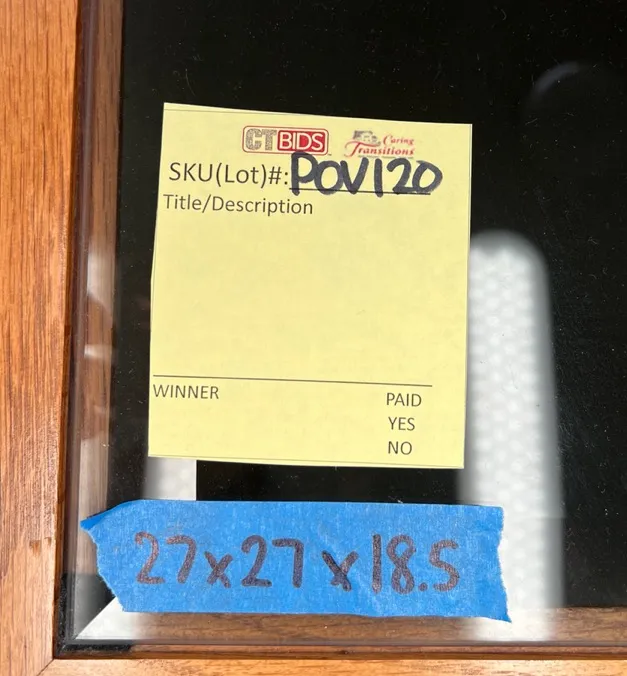 CTBIDS Caring Transitions
SKU(Lot)#: POV120
Title/Description
WINNER PAID
YES
NO
27x27x18.5